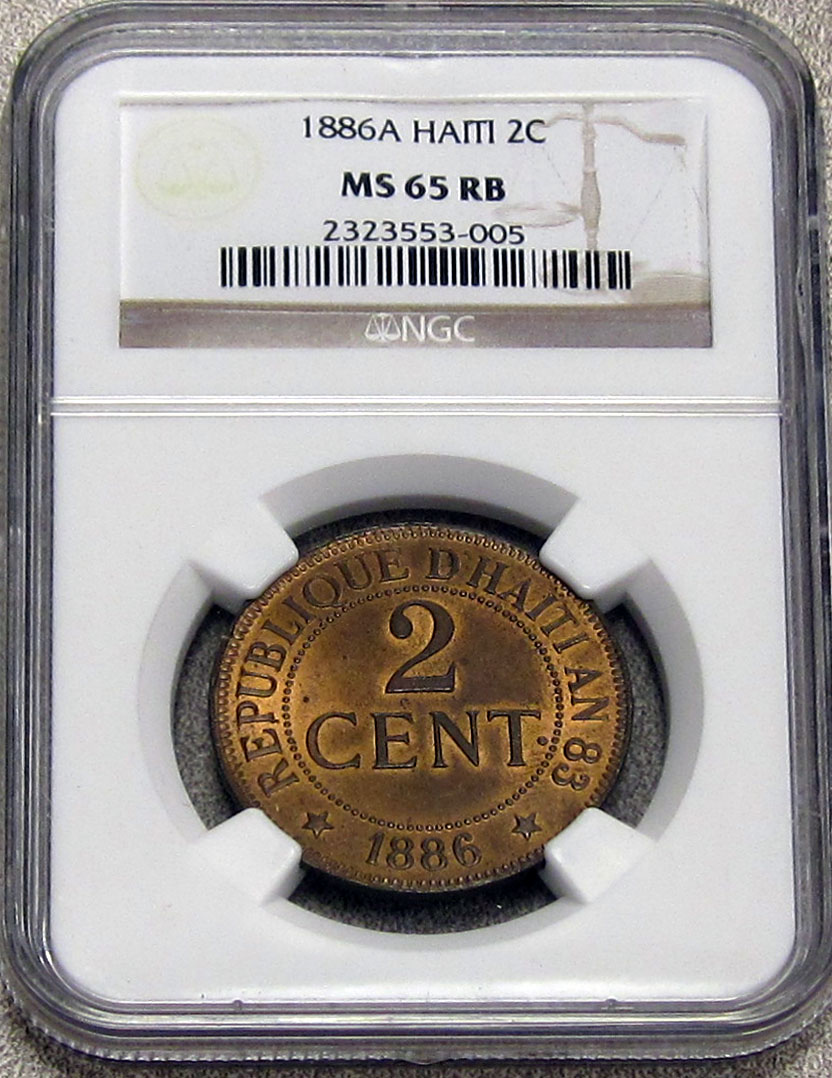 1886A HAITI 2C
MS 65 RB
2323553-005
NGC
REPUBLIQUE D'HAITI AN 83
2
CENT.
1886